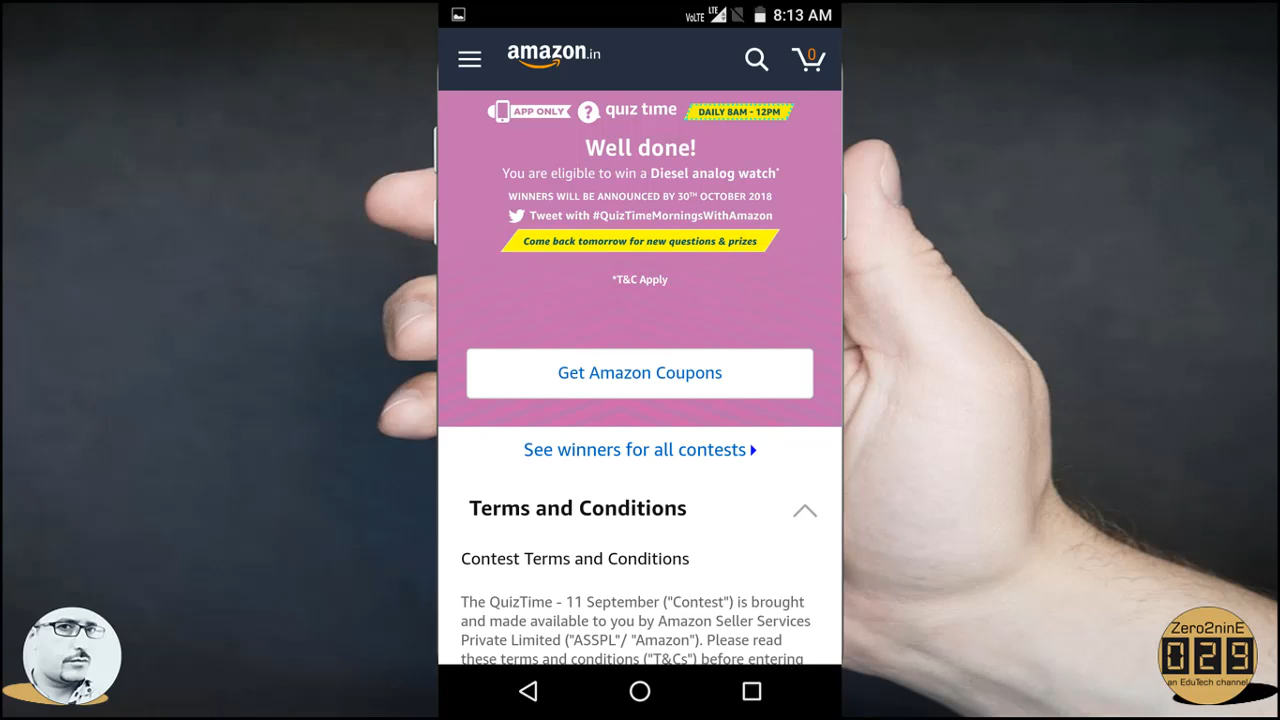 VoLTE LTE 8:13 AM
amazon.in 0
APP ONLY ? quiz time DAILY 8AM - 12PM
Well done!
You are eligible to win a Diesel analog watch*
WINNERS WILL BE ANNOUNCED BY 30TH OCTOBER 2018
Tweet with #QuizTimeMorningsWithAmazon
Come back tomorrow for new questions & prizes
*T&C Apply
Get Amazon Coupons
See winners for all contests
Terms and Conditions
Contest Terms and Conditions
The QuizTime - 11 September ("Contest") is brought
and made available to you by Amazon Seller Services
Private Limited ("ASSPL"/ "Amazon"). Please read
these terms and conditions ("T&Cs") before entering
Zero2ninE
029
an EduTech channel